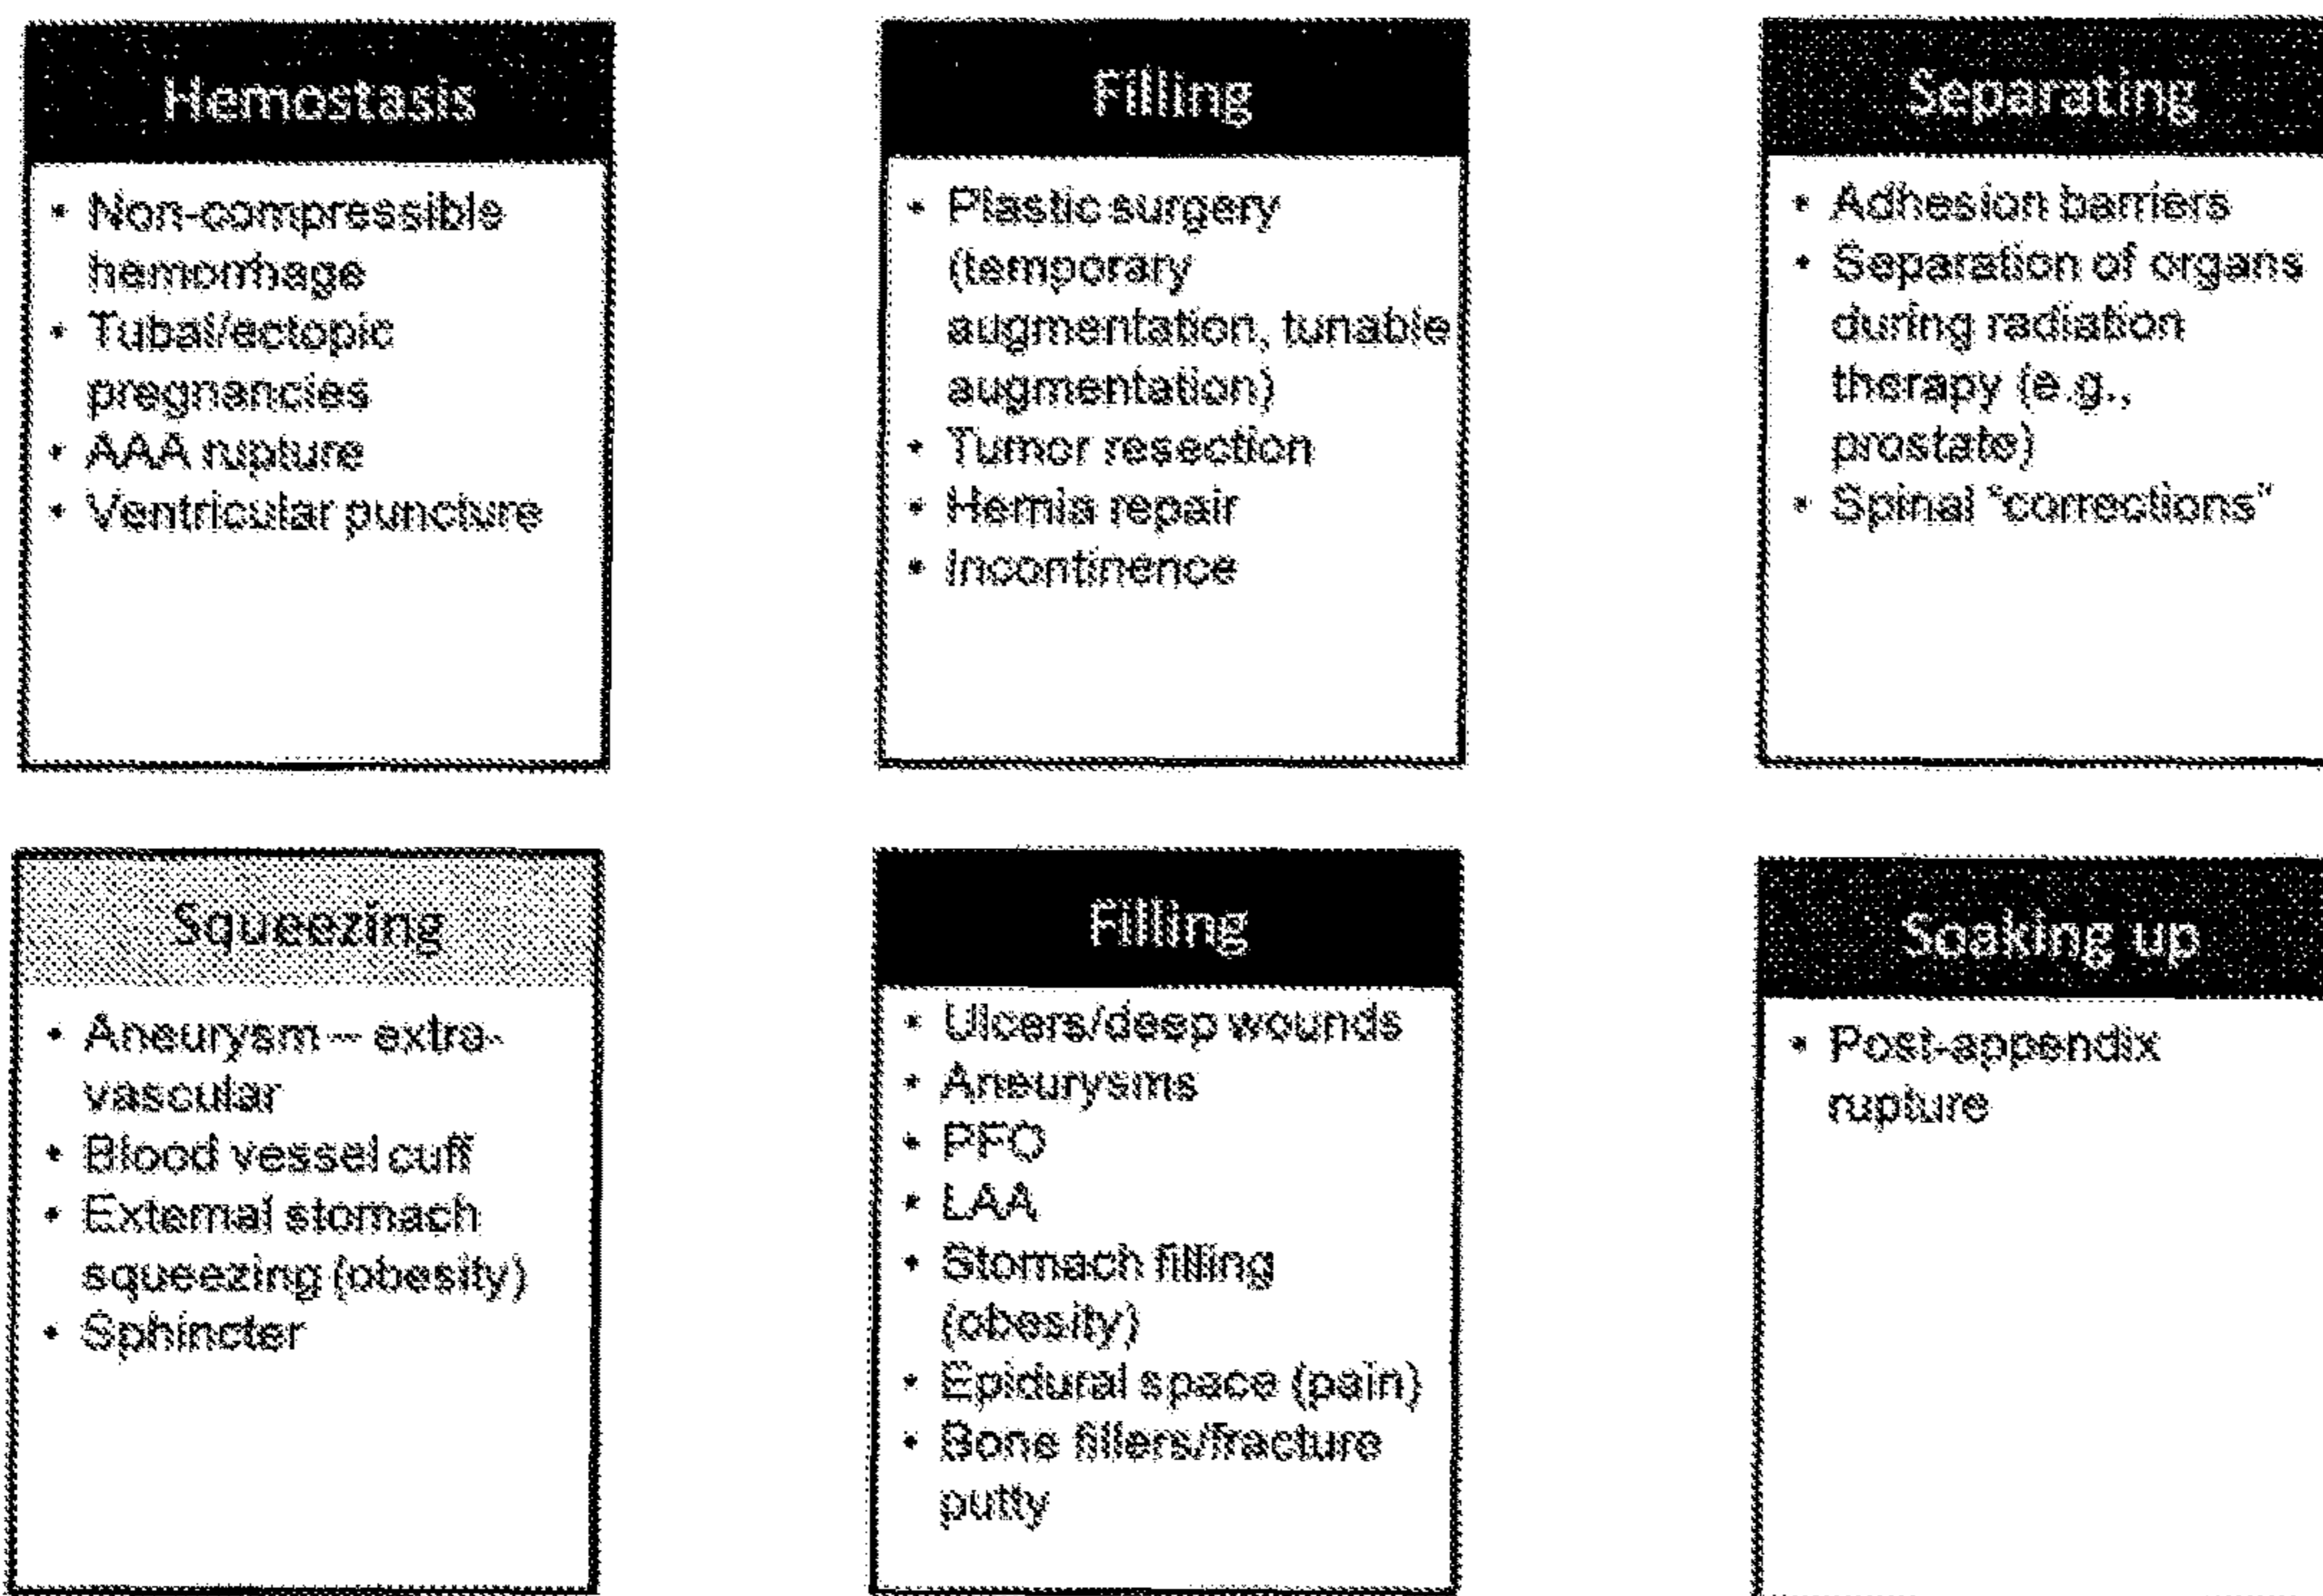 Hemostasis
• Non-compressible
hemorrhage
• Tubal/ectopic
pregnancies
• AAA rupture
• Ventricular puncture
Filling
• Plastic surgery
(temporary
augmentation, tunable
augmentation)
• Tumor resection
• Hernia repair
• Incontinence
Separating
• Adhesion barriers
• Separation of organs
during radiation
therapy (e.g.,
prostate)
• Spinal "corrections"
Squeezing
• Aneurysm – extra-
vascular
• Blood vessel cuff
• External stomach
squeezing (obesity)
• Sphincter
Filling
• Ulcers/deep wounds
• Aneurysms
• PFO
• LAA
• Stomach filling
(obesity)
• Epidural space (pain)
• Bone fillers/fracture
putty
Soaking up
• Post-appendix
rupture